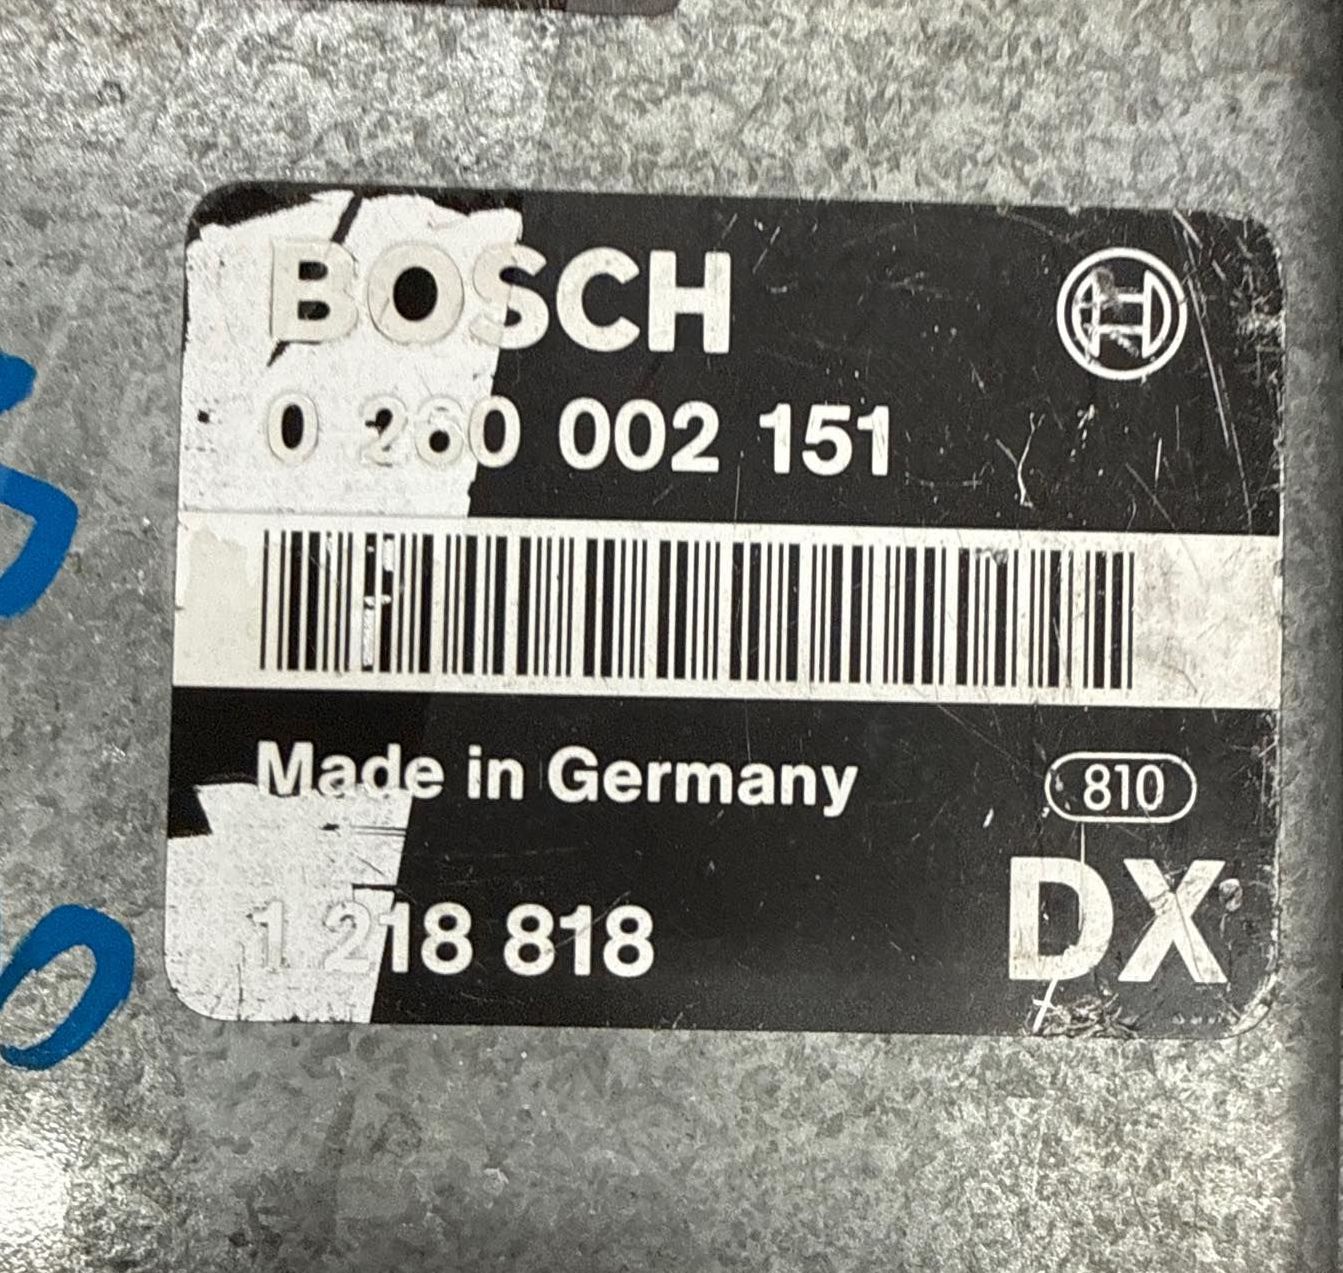 BOSCH
0 260 002 151
Made in Germany
810
DX
1 218 818